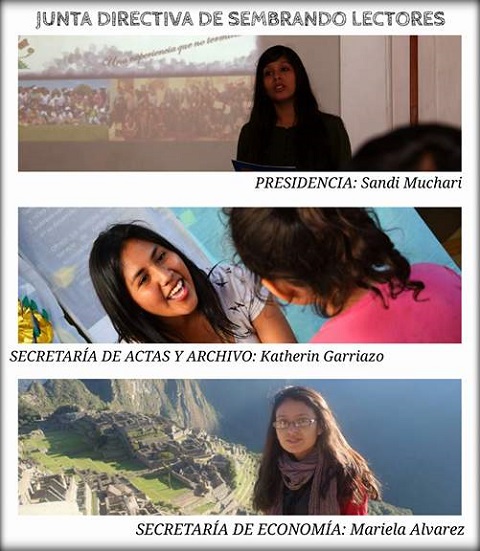 JUNTA DIRECTIVA DE SEMBRANDO LECTORES
Una experiencia que no termina
PRESIDENCIA: Sandi Muchari
SECRETARÍA DE ACTAS Y ARCHIVO: Katherin Garriazo
SECRETARÍA DE ECONOMÍA: Mariela Alvarez